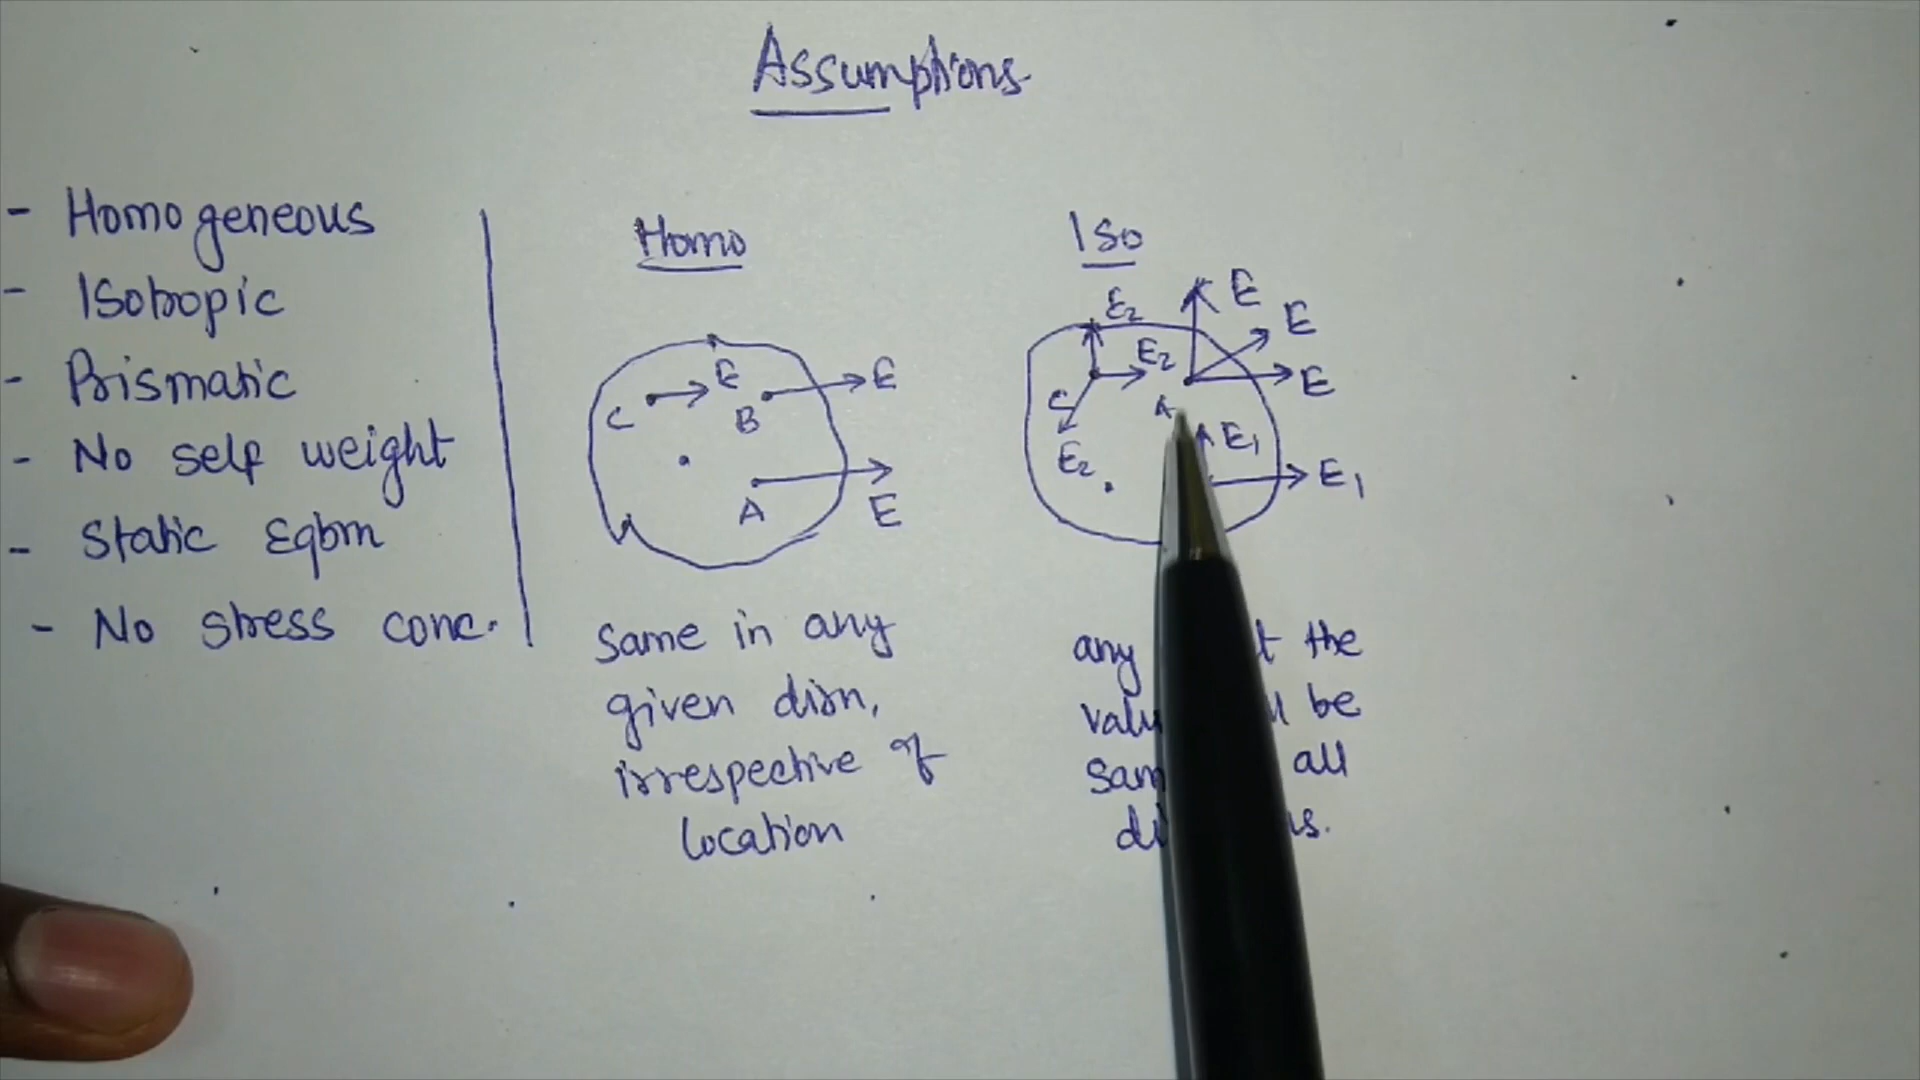 Assumptions
- Homogeneous
- Isotropic
- Prismatic
- No self weight
- Static Eqbm
- No stress conc.
Homo
C E B E
A E
same in any
given dirn,
irrespective of
location
Iso
E2 E
E
E2 E
C A
E2 E1
E1
any the
be
all